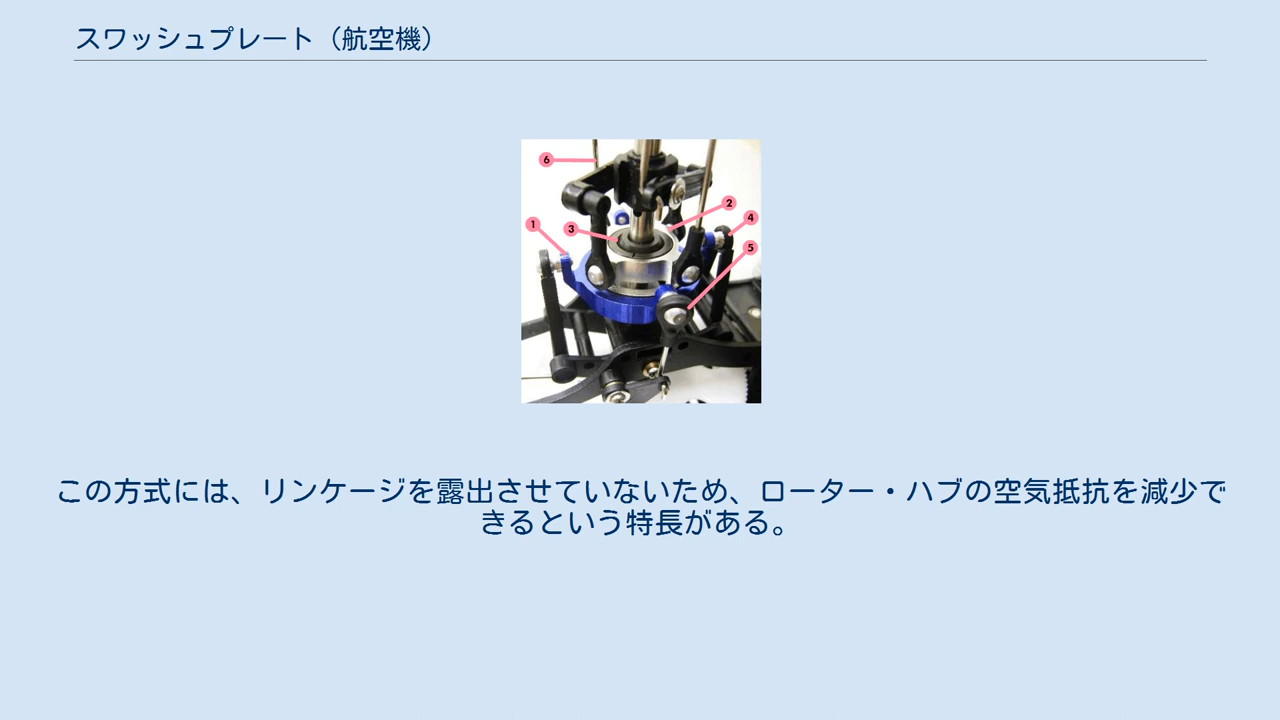 スワッシュプレート（航空機）
6
1
3
2
4
5
この方式には、リンケージを露出させていないため、ローター・ハブの空気抵抗を減少で
きるという特長がある。